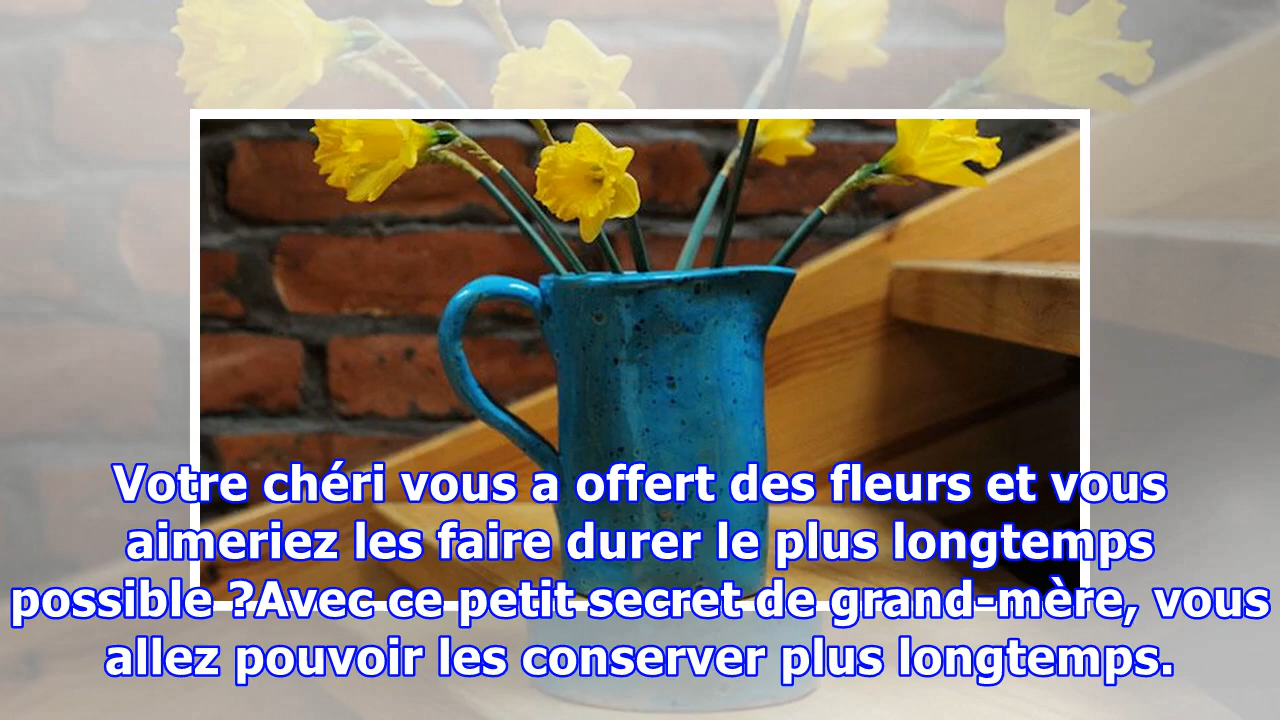 Votre chéri vous a offert des fleurs et vous
aimeriez les faire durer le plus longtemps
possible ?Avec ce petit secret de grand-mère, vous
allez pouvoir les conserver plus longtemps.